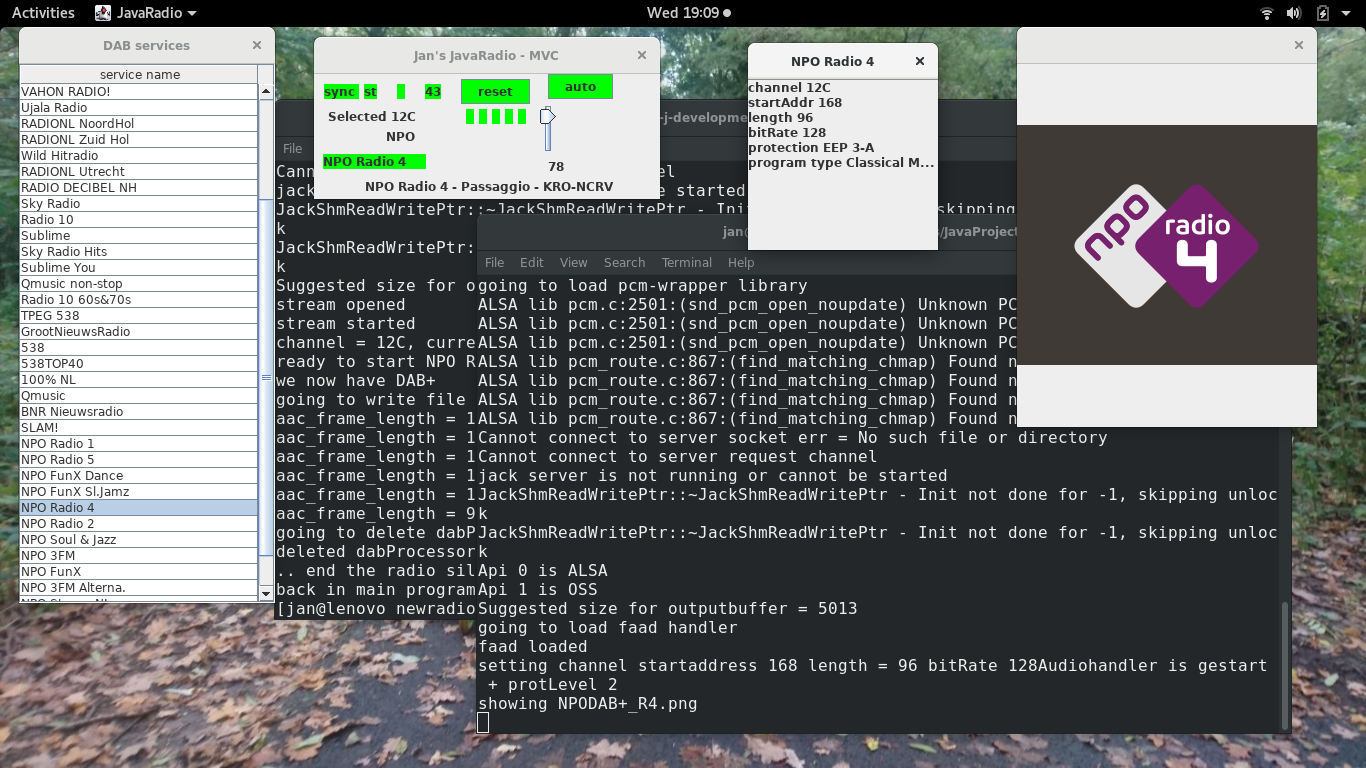 Activities
JavaRadio
Wed 19:09
DAB services
service name
VAHON RADIO!
Ujala Radio
RADIONL NoordHol
RADIONL Zuid Hol
Wild Hitradio
RADIONL Utrecht
RADIO DECIBEL NH
Sky Radio
Radio 10
Sublime
Sky Radio Hits
Sublime You
Qmusic non-stop
Radio 10 60s&70s
TPEG 538
GrootNieuwsRadio
538
538TOP40
100% NL
Qmusic
BNR Nieuwsradio
SLAM!
NPO Radio 1
NPO Radio 5
NPO FunX Dance
NPO FunX Sl.Jamz
NPO Radio 4
NPO Radio 2
NPO Soul & Jazz
NPO 3FM
NPO FunX
NPO 3FM Alterna.
Jan's JavaRadio - MVC
sync st 43 reset auto
Selected 12C
NPO
NPO Radio 4
78
NPO Radio 4 - Passaggio - KRO-NCRV
NPO Radio 4
channel 12C
startAddr 168
length 96
bitRate 128
protection EEP 3-A
program type Classical M...
npo radio 4
-j-developme
File
Cann
jack
e started
JackShmReadWritePtr::~JackShmReadWritePtr - Init
skipping
k
JackShmReadWritePtr:
k
Suggested size for o
stream opened
stream started
channel = 12C, curre
ready to start NPO R
we now have DAB+
going to write file
aac_frame_length = 1
aac_frame_length = 1
aac_frame_length = 1
aac_frame_length = 1
aac_frame_length = 1
aac_frame_length = 9
going to delete dabP
deleted dabProcessor
.. end the radio sil
back in main program
[jan@lenovo newradio
jan@
/JavaProject
File Edit View Search Terminal Help
going to load pcm-wrapper library
ALSA lib pcm.c:2501:(snd_pcm_open_noupdate) Unknown PC
ALSA lib pcm.c:2501:(snd_pcm_open_noupdate) Unknown PC
ALSA lib pcm.c:2501:(snd_pcm_open_noupdate) Unknown PC
ALSA lib pcm_route.c:867:(find_matching_chmap) Found n
ALSA lib pcm_route.c:867:(find_matching_chmap) Found n
ALSA lib pcm_route.c:867:(find_matching_chmap) Found n
ALSA lib pcm_route.c:867:(find_matching_chmap) Found n
Cannot connect to server socket err = No such file or directory
Cannot connect to server request channel
jack server is not running or cannot be started
JackShmReadWritePtr::~JackShmReadWritePtr - Init not done for -1, skipping unloc
k
JackShmReadWritePtr::~JackShmReadWritePtr - Init not done for -1, skipping unloc
k
Api 0 is ALSA
Api 1 is OSS
Suggested size for outputbuffer = 5013
going to load faad handler
faad loaded
setting channel startaddress 168 length = 96 bitRate 128Audiohandler is gestart
 + protLevel 2
showing NPODAB+_R4.png